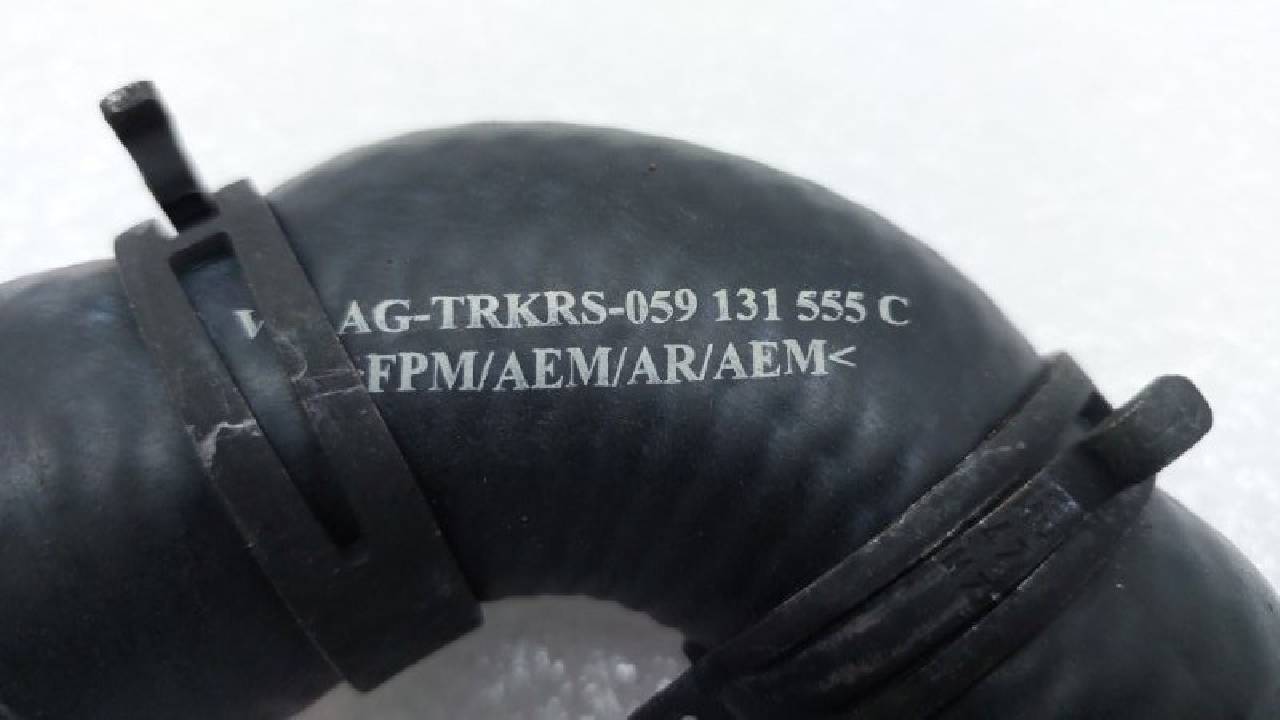 V AG-TRKRS-059 131 555 C
FPM/AEM/AR/AEM<